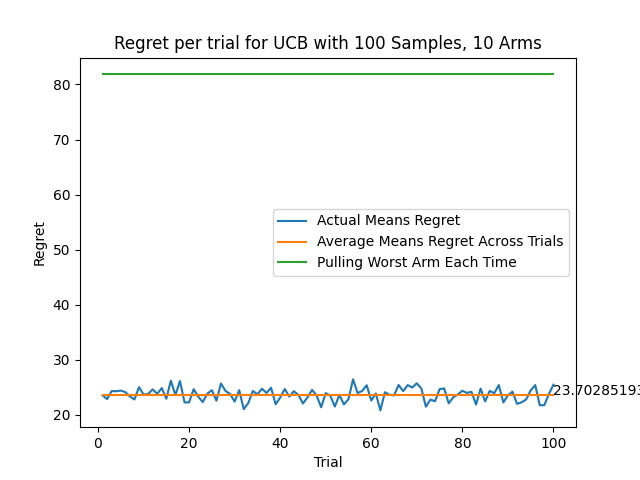 Regret per trial for UCB with 100 Samples, 10 Arms
80
70
60
50
40
30
20
Regret
Actual Means Regret
Average Means Regret Across Trials
Pulling Worst Arm Each Time
23.70285193
0
20
40
60
80
100
Trial